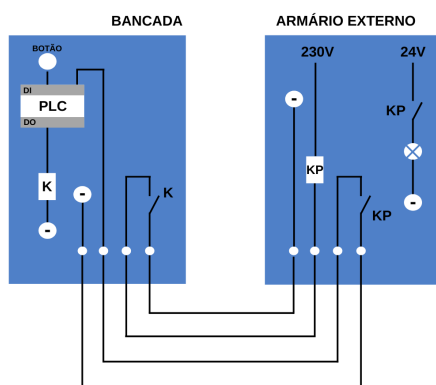 BANCADA
BOTÃO
DI
PLC
DO
K
-
-
K
ARMÁRIO EXTERNO
230V
24V
-
KP
KP
KP
-